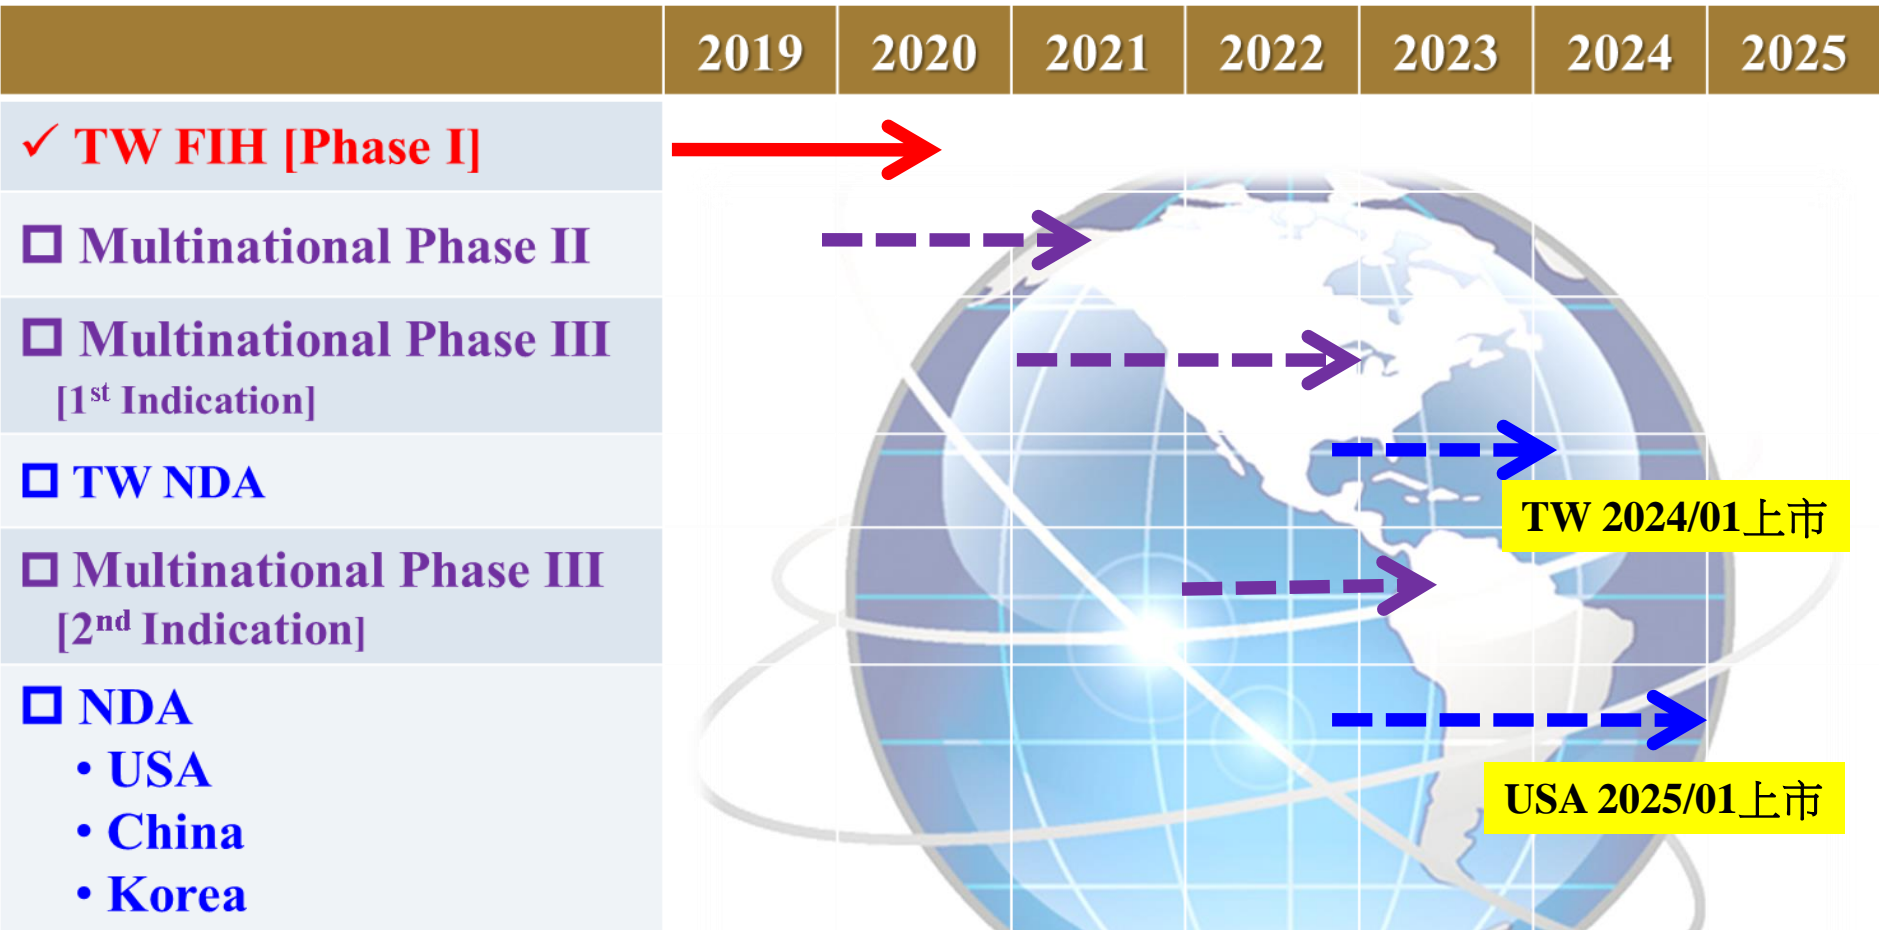 2019 2020 2021 2022 2023 2024 2025
✓ TW FIH [Phase I]
Multinational Phase II
Multinational Phase III
[1st Indication]
TW NDA
TW 2024/01上市
Multinational Phase III
[2nd Indication]
NDA
• USA
USA 2025/01上市
• China
• Korea